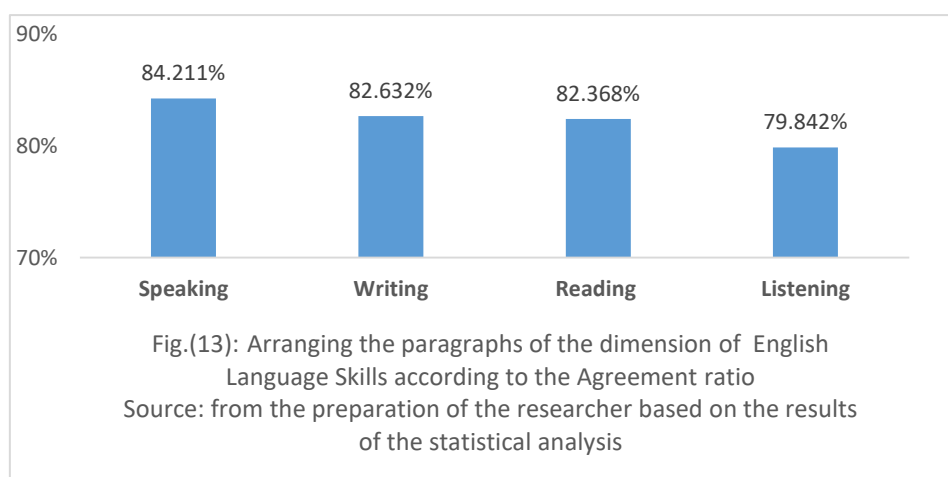 90%
84.211%
82.632%
82.368%
79.842%
80%
70%
Speaking Writing Reading Listening
Fig.(13): Arranging the paragraphs of the dimension of English
Language Skills according to the Agreement ratio
Source: from the preparation of the researcher based on the results
of the statistical analysis